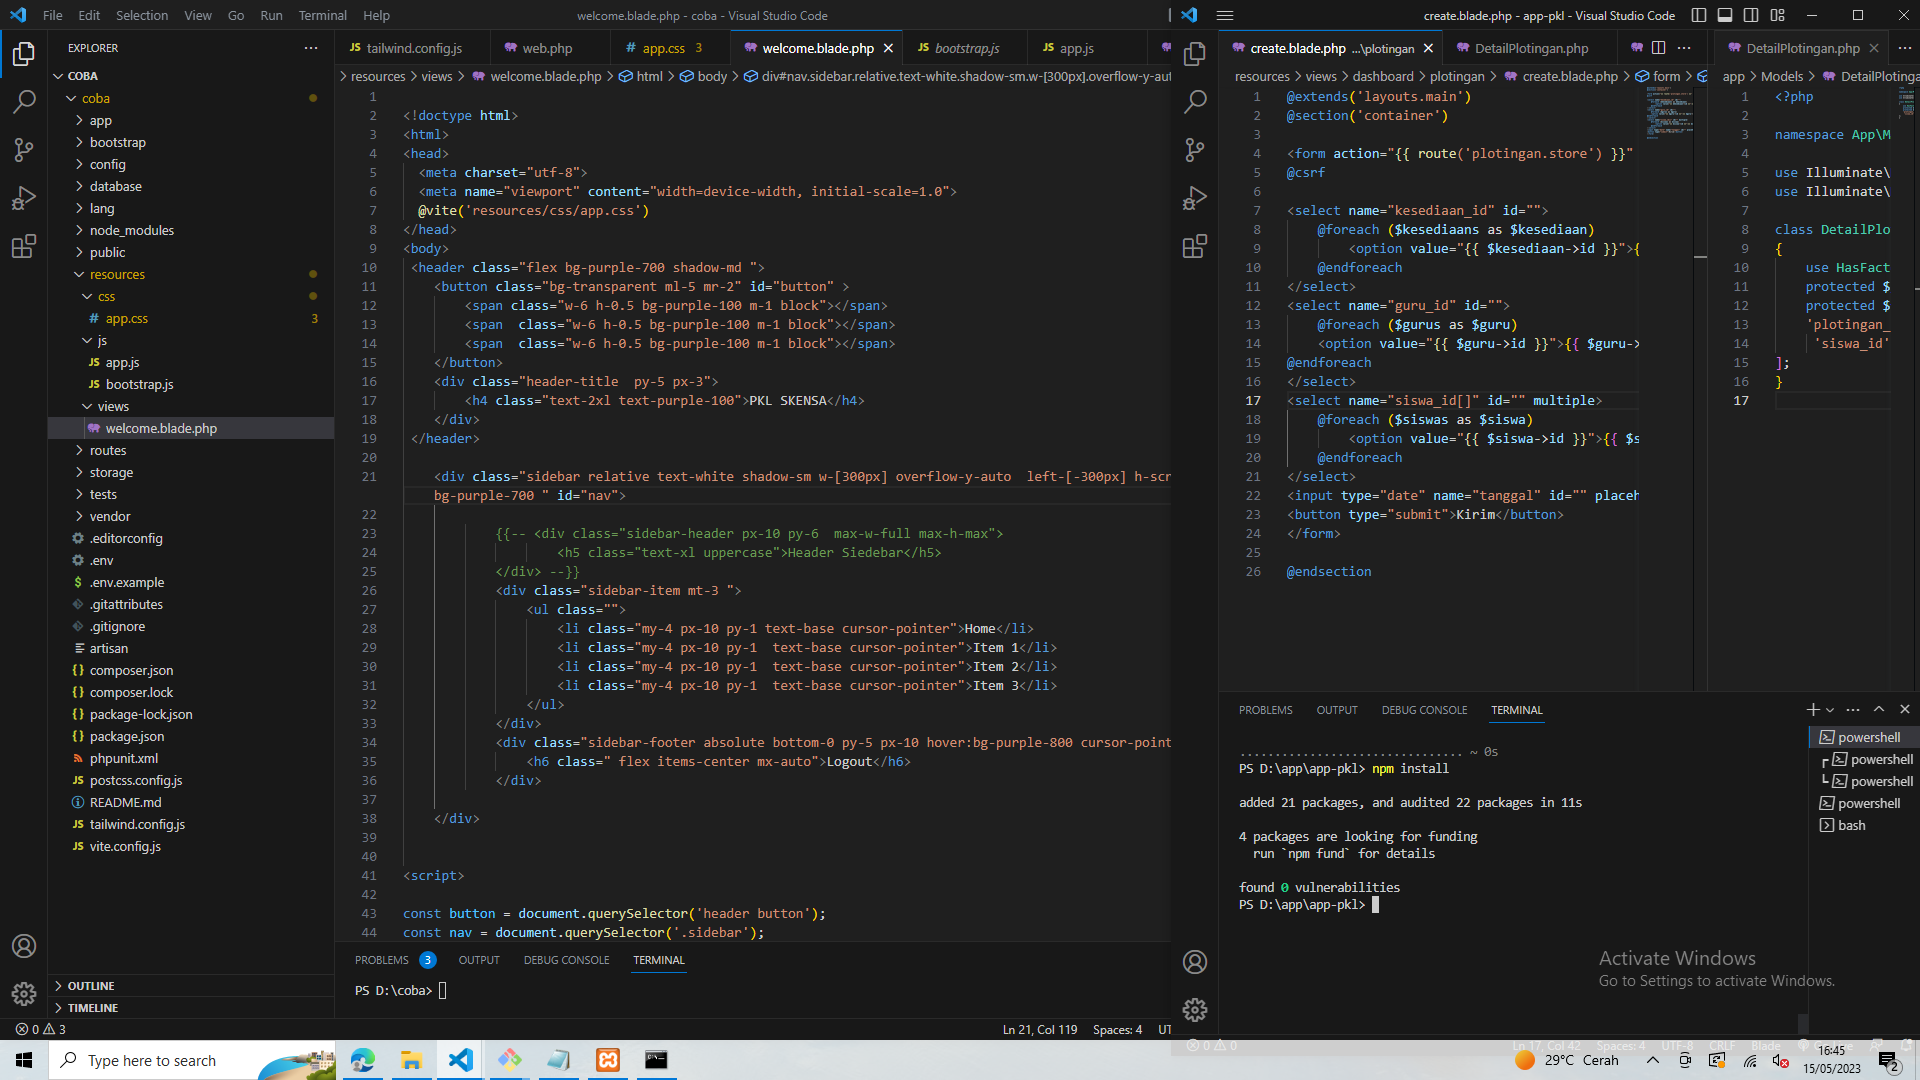 File Edit Selection View Go Run Terminal Help
welcome.blade.php - coba - Visual Studio Code
EXPLORER
COBA
coba
app
bootstrap
config
database
lang
node_modules
public
resources
css
# app.css 3
js
JS app.js
JS bootstrap.js
views
welcome.blade.php
routes
storage
tests
vendor
.editorconfig
.env
$ .env.example
.gitattributes
.gitignore
artisan
{} composer.json
{} composer.lock
{} package-lock.json
{} package.json
phpunit.xml
JS postcss.config.js
README.md
JS tailwind.config.js
JS vite.config.js
OUTLINE
TIMELINE
JS tailwind.config.js web.php # app.css 3 welcome.blade.php JS bootstrap.js JS app.js
resources > views > welcome.blade.php > html > body > div#nav.sidebar.relative.text-white.shadow-sm.w-[300px].overflow-y-aut
1
2 <!doctype html>
3 <html>
4 <head>
5 <meta charset="utf-8">
6 <meta name="viewport" content="width=device-width, initial-scale=1.0">
7 @vite('resources/css/app.css')
8 </head>
9 <body>
10 <header class="flex bg-purple-700 shadow-md ">
11 <button class="bg-transparent ml-5 mr-2" id="button" >
12 <span class="w-6 h-0.5 bg-purple-100 m-1 block"></span>
13 <span  class="w-6 h-0.5 bg-purple-100 m-1 block"></span>
14 <span  class="w-6 h-0.5 bg-purple-100 m-1 block"></span>
15 </button>
16 <div class="header-title  py-5 px-3">
17 <h4 class="text-2xl text-purple-100">PKL SKENSA</h4>
18 </div>
19 </header>
20
21 <div class="sidebar relative text-white shadow-sm w-[300px] overflow-y-auto  left-[-300px] h-scr
bg-purple-700 " id="nav">
22
23 {{-- <div class="sidebar-header px-10 py-6  max-w-full max-h-max">
24 <h5 class="text-xl uppercase">Header Siedebar</h5>
25 </div> --}}
26 <div class="sidebar-item mt-3 ">
27 <ul class="">
28 <li class="my-4 px-10 py-1 text-base cursor-pointer">Home</li>
29 <li class="my-4 px-10 py-1  text-base cursor-pointer">Item 1</li>
30 <li class="my-4 px-10 py-1  text-base cursor-pointer">Item 2</li>
31 <li class="my-4 px-10 py-1  text-base cursor-pointer">Item 3</li>
32 </ul>
33 </div>
34 <div class="sidebar-footer absolute bottom-0 py-5 px-10 hover:bg-purple-800 cursor-point
35 <h6 class=" flex items-center mx-auto">Logout</h6>
36 </div>
37
38 </div>
39
40
41 <script>
42
43 const button = document.querySelector('header button');
44 const nav = document.querySelector('.sidebar');
PROBLEMS 3 OUTPUT DEBUG CONSOLE TERMINAL
PS D:\coba>
0 3
Ln 21, Col 119 Spaces: 4 UT
create.blade.php - app-pkl - Visual Studio Code
create.blade.php ...\plotingan DetailPlotingan.php
resources > views > dashboard > plotingan > create.blade.php > form >
1 @extends('layouts.main')
2 @section('container')
3
4 <form action="{{ route('plotingan.store') }}"
5 @csrf
6
7 <select name="kesediaan_id" id="">
8 @foreach ($kesediaans as $kesediaan)
9 <option value="{{ $kesediaan->id }}">{
10 @endforeach
11 </select>
12 <select name="guru_id" id="">
13 @foreach ($gurus as $guru)
14 <option value="{{ $guru->id }}">{{ $guru->
15 @endforeach
16 </select>
17 <select name="siswa_id[]" id="" multiple>
18 @foreach ($siswas as $siswa)
19 <option value="{{ $siswa->id }}">{{ $s
20 @endforeach
21 </select>
22 <input type="date" name="tanggal" id="" placeh
23 <button type="submit">Kirim</button>
24 </form>
25
26 @endsection
DetailPlotingan.php
app > Models > DetailPlotinga
1 <?php
2
3 namespace App\M
4
5 use Illuminate\
6 use Illuminate\
7
8 class DetailPlo
9 {
10 use HasFact
11 protected $
12 protected $
13 'plotingan_
14 'siswa_id'
15 ];
16 }
17
PROBLEMS OUTPUT DEBUG CONSOLE TERMINAL
................................ ~ 0s
PS D:\app\app-pkl> npm install
added 21 packages, and audited 22 packages in 11s
4 packages are looking for funding
run `npm fund` for details
found 0 vulnerabilities
PS D:\app\app-pkl>
powershell
powershell
powershell
powershell
bash
Activate Windows
Go to Settings to activate Windows.
0 0
Ln 17, Col 42 Spaces: 4 UTF-8 CRLF Blade
Type here to search
29°C Cerah
16:45
15/05/2023
2